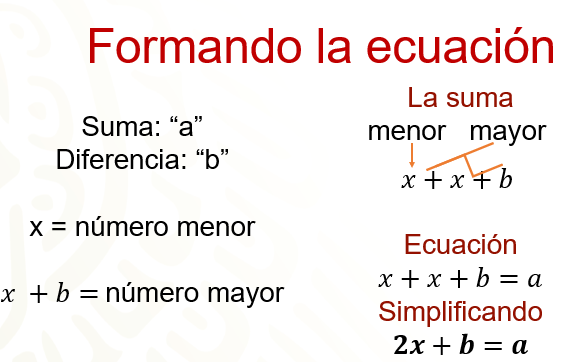 Formando la ecuación
Suma: “a”
Diferencia: “b”
x = número menor
x + b = número mayor
La suma
menor mayor
x + x + b
Ecuación
x + x + b = a
Simplificando
2x + b = a